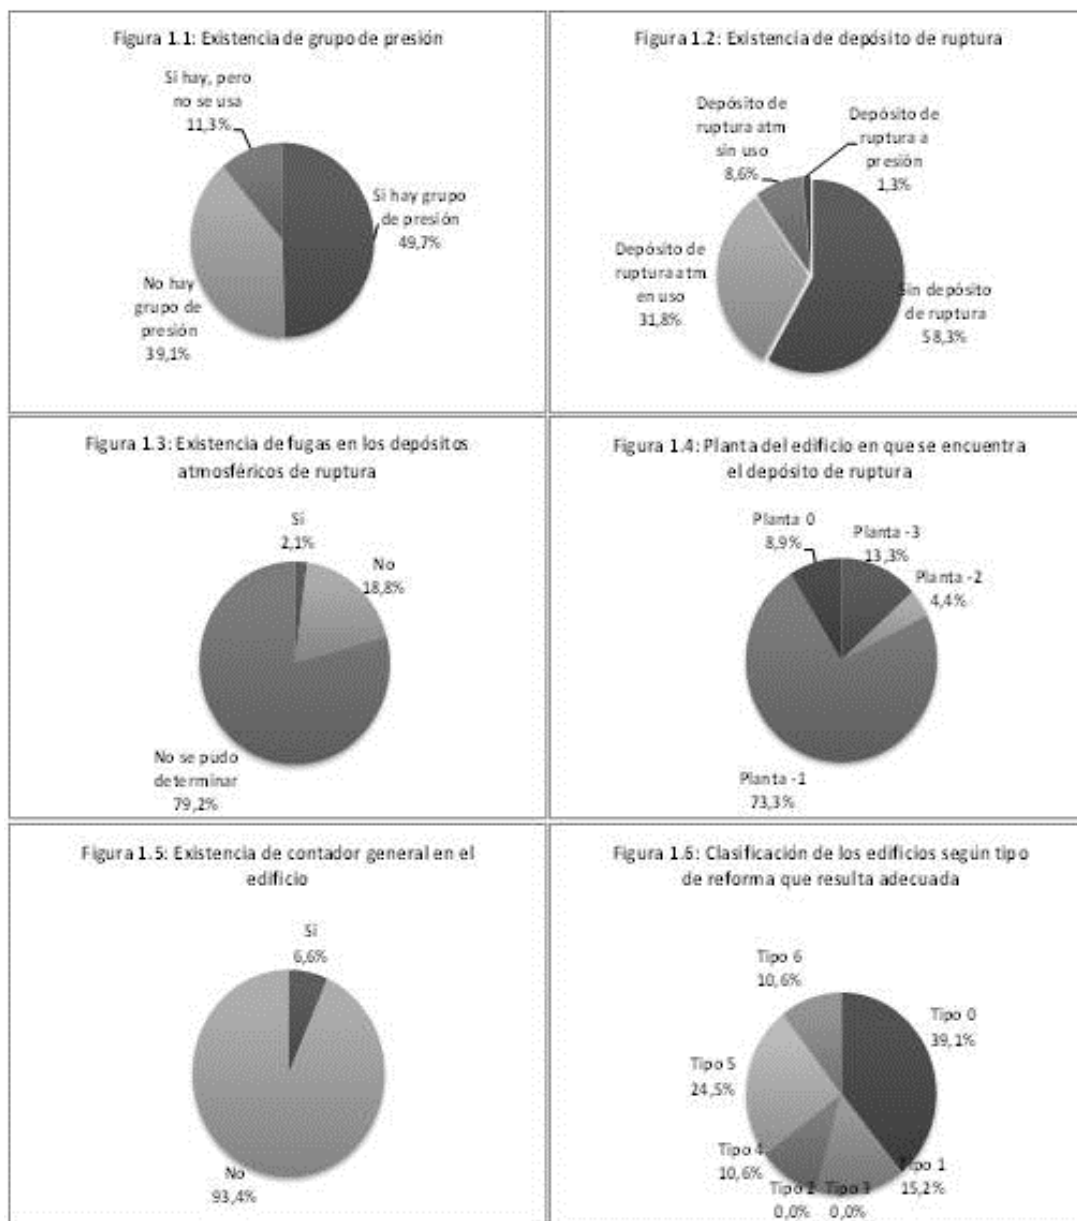 Figura 1.1: Existencia de grupo de presión
Si hay, pero
no se usa
11,3%
Si hay grupo
de presión
49,7%
No hay
grupo de
presión
39,1%
Figura 1.2: Existencia de depósito de ruptura
Depósito de
ruptura atm
sin uso
8,6%
Depósito de
ruptura a
presión
1,3%
Depósito de
ruptura atm
en uso
31,8%
Sin depósito
de ruptura
58,3%
Figura 1.3: Existencia de fugas en los depósitos
atmosféricos de ruptura
Si
2,1%
No
18,8%
No se pudo
determinar
79,2%
Figura 1.4: Planta del edificio en que se encuentra
el depósito de ruptura
Planta 0
8,9%
Planta -3
13,3%
Planta -2
4,4%
Planta -1
73,3%
Figura 1.5: Existencia de contador general en el
edificio
Si
6,6%
No
93,4%
Figura 1.6: Clasificación de los edificios según tipo
de reforma que resulta adecuada
Tipo 6
10,6%
Tipo 0
39,1%
Tipo 5
24,5%
Tipo 4
10,6%
Tipo 1
15,2%
Tipo 2
0,0%
Tipo 3
0,0%